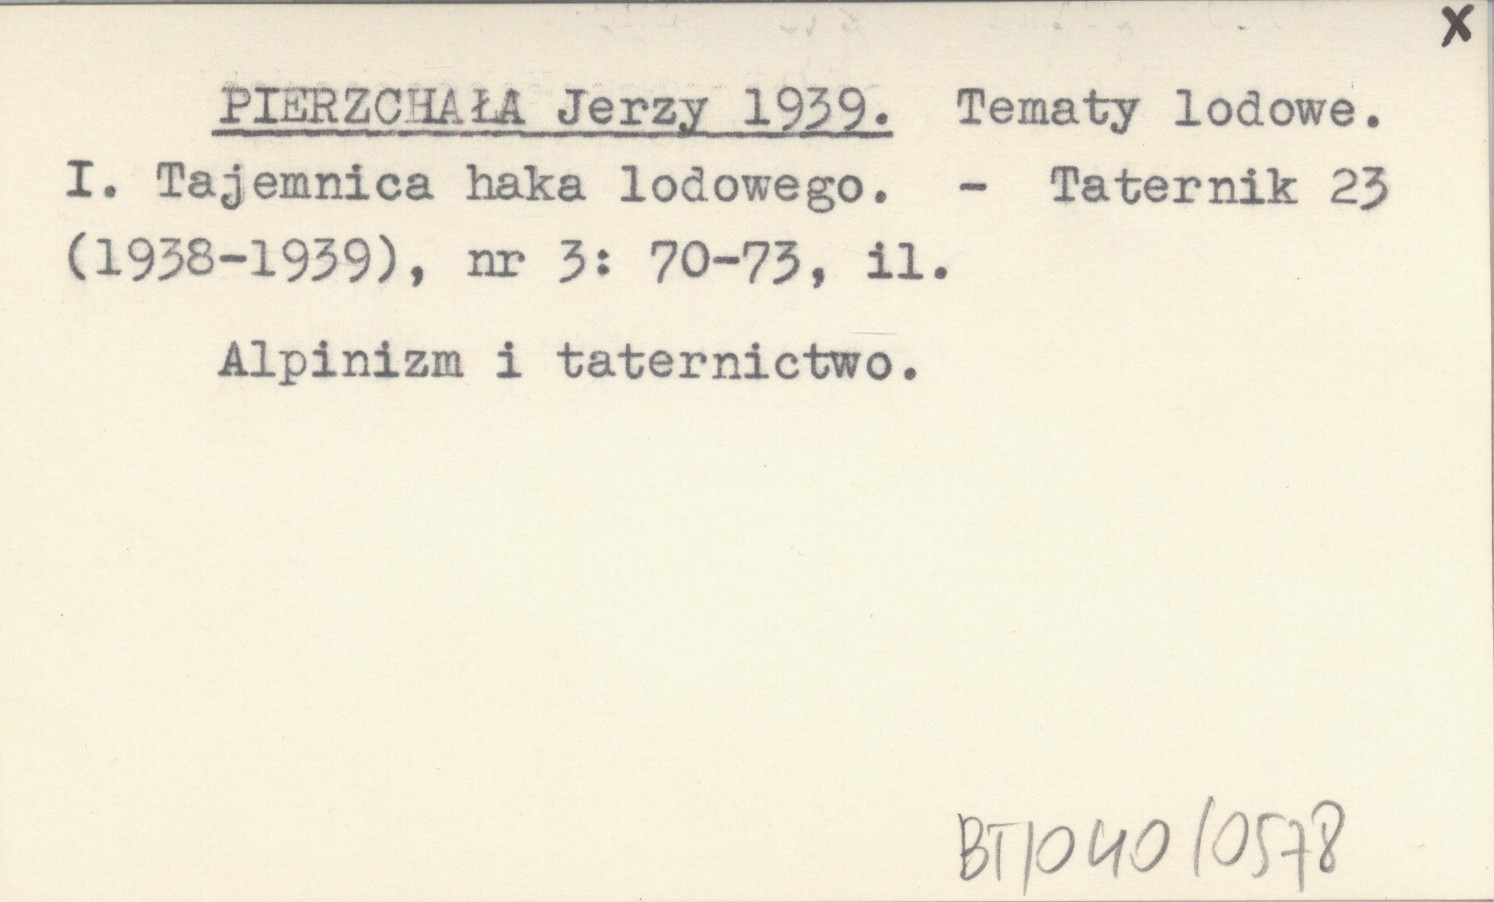 X
PIERZCHAŁA Jerzy 1939. Tematy lodowe.
I. Tajemnica haka lodowego. - Taternik 23
(1938-1939), nr 3: 70-73, il.
Alpinizm i taternictwo.
BT/040/0578